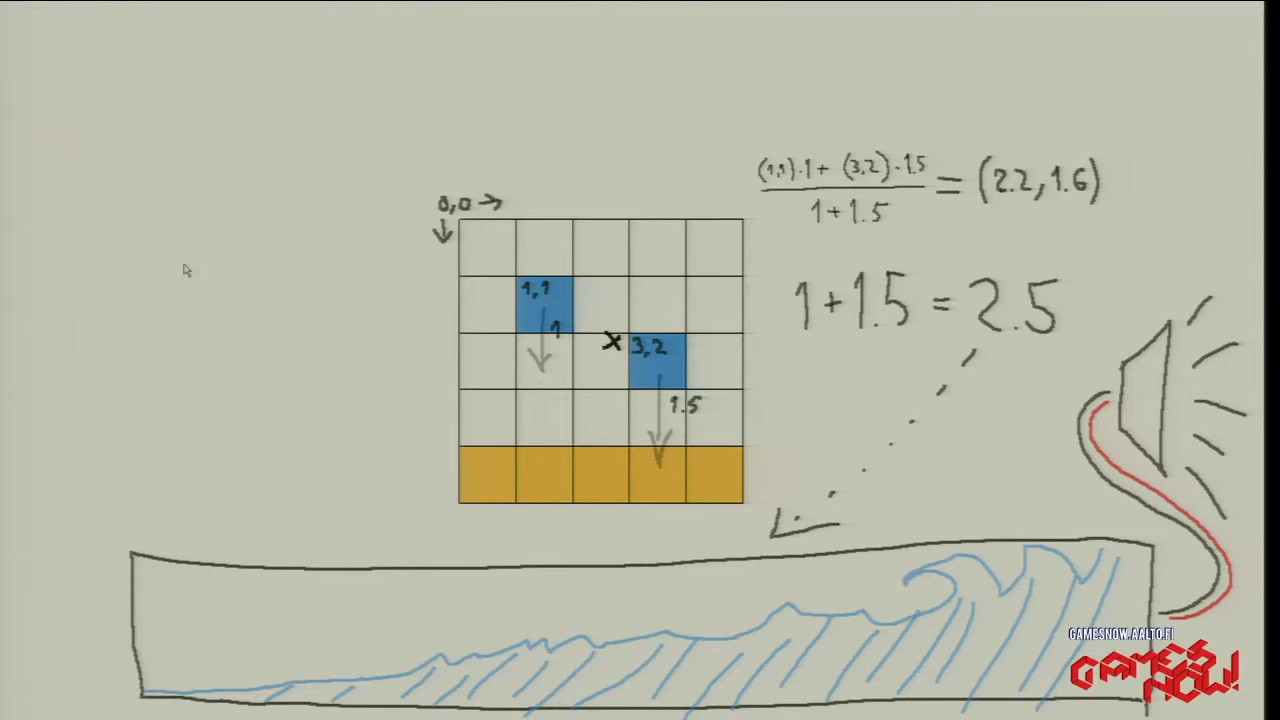 (1,1)·1 + (3,2)·1.5
1+1.5
= (2.2, 1.6)
0,0 →
1,1
1
1+1.5 = 2.5
x
3,2
1.5
GAMESNOW.AALTO.FI
GAMES
NOW!